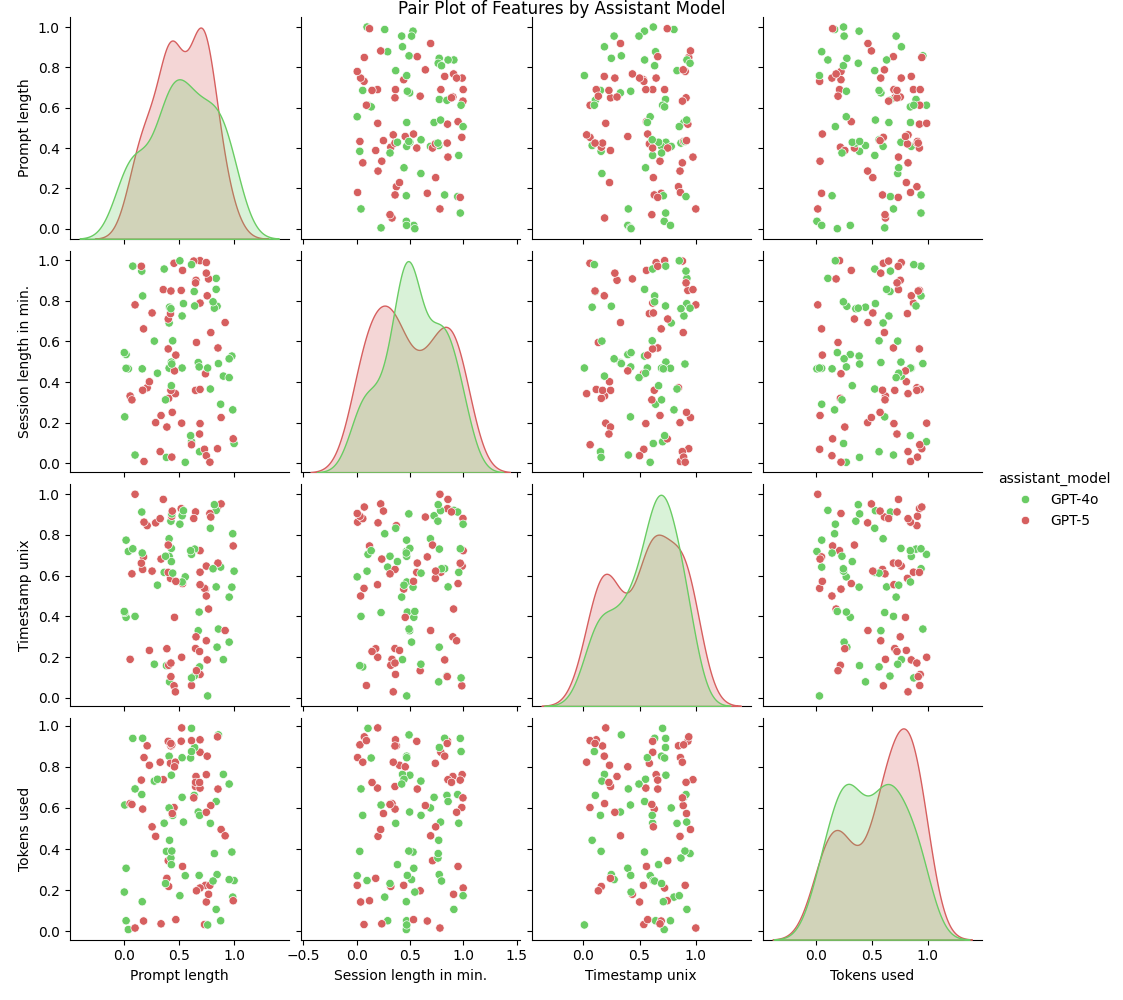 Pair Plot of Features by Assistant Model
1.0
0.8
0.6
0.4
0.2
0.0
Prompt length
1.0
0.8
0.6
0.4
0.2
0.0
Session length in min.
assistant_model
GPT-4o
GPT-5
1.0
0.8
0.6
0.4
0.2
0.0
Timestamp unix
1.0
0.8
0.6
0.4
0.2
0.0
Tokens used
0.0 0.5 1.0
−0.5 0.0 0.5 1.0 1.5
0.0 0.5 1.0
0.0 0.5 1.0
Prompt length
Session length in min.
Timestamp unix
Tokens used